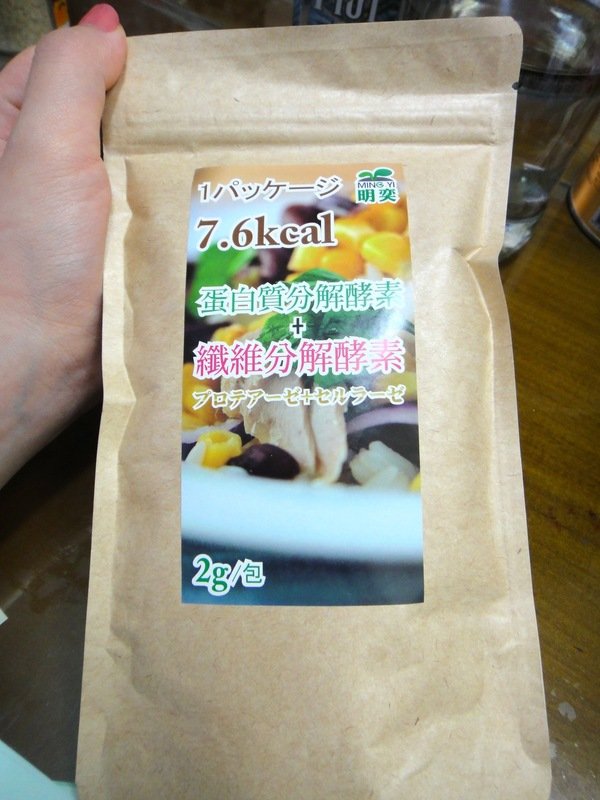 1パッケージ
MING YI
明奕
7.6kcal
蛋白質分解酵素
+
纖維分解酵素
プロテアーゼ+セルラーゼ
2g/包